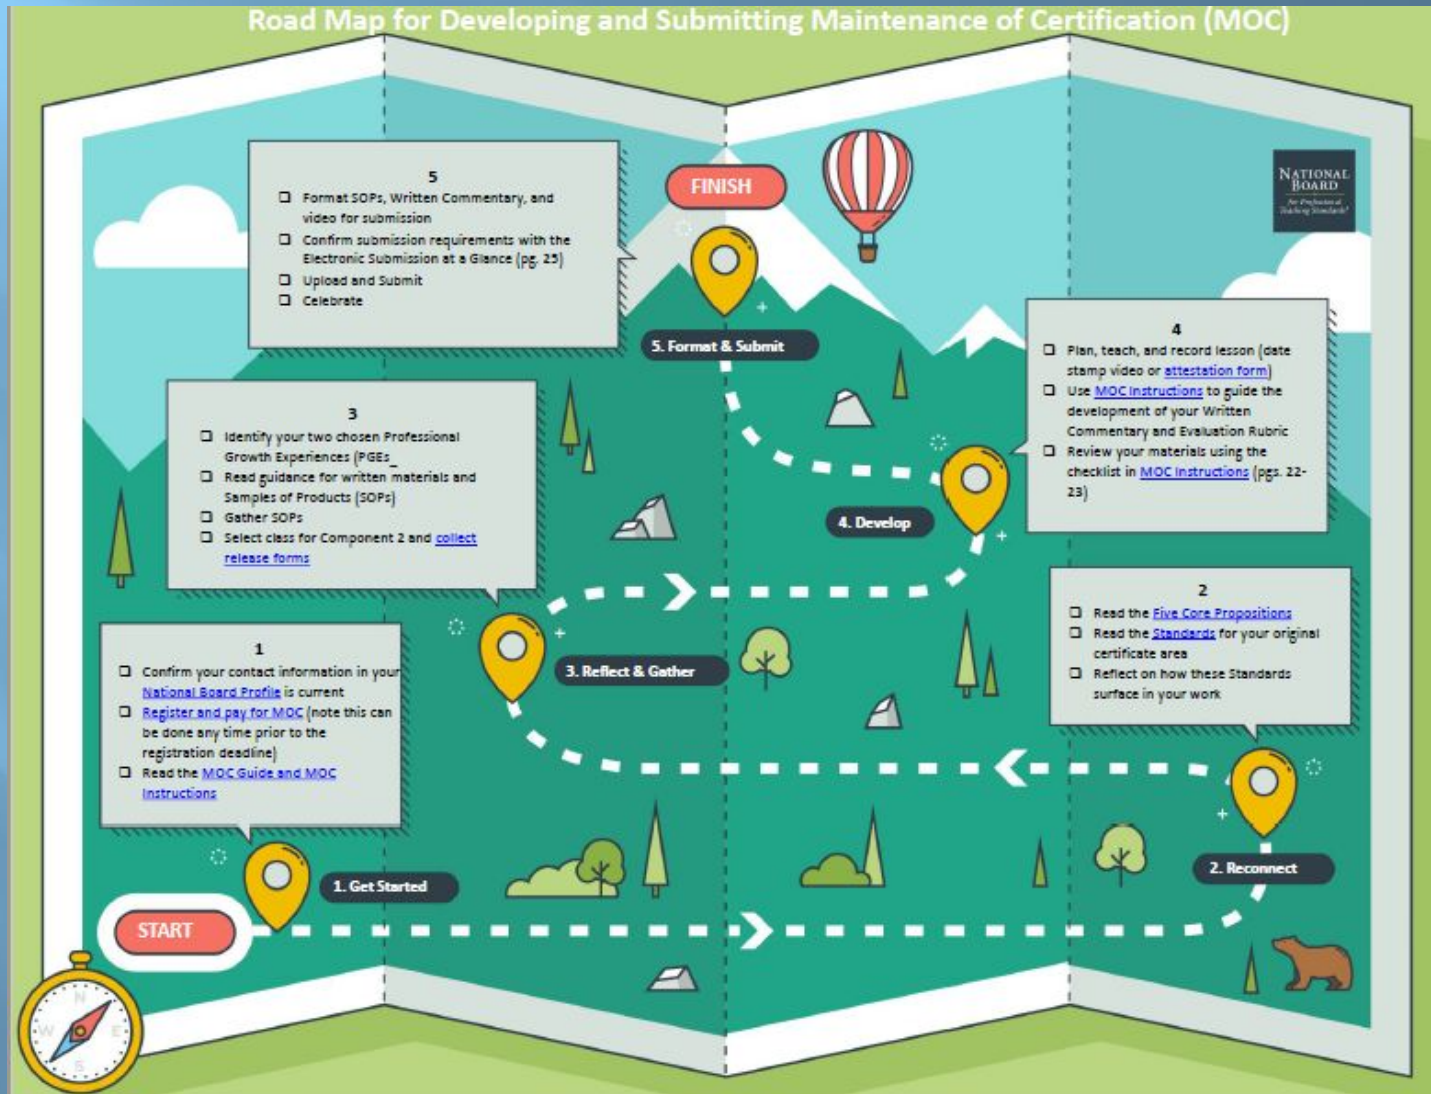 Road Map for Developing and Submitting Maintenance of Certification (MOC)
NATIONAL
BOARD
for Professional
Teaching Standards®
FINISH
5
❑ Format SOPs, Written Commentary, and
video for submission
❑ Confirm submission requirements with the
Electronic Submission at a Glance (pg. 25)
❑ Upload and Submit
❑ Celebrate
5. Format & Submit
4
❑ Plan, teach, and record lesson (date
stamp video or attestation form)
❑ Use MOC Instructions to guide the
development of your Written
Commentary and Evaluation Rubric
❑ Review your materials using the
checklist in MOC Instructions (pgs. 22-
23)
4. Develop
3
❑ Identify your two chosen Professional
Growth Experiences (PGEs_
❑ Read guidance for written materials and
Samples of Products (SOPs)
❑ Gather SOPs
❑ Select class for Component 2 and collect
release forms
3. Reflect & Gather
2
❑ Read the Five Core Propositions
❑ Read the Standards for your original
certificate area
❑ Reflect on how these Standards
surface in your work
2. Reconnect
1
❑ Confirm your contact information in your
National Board Profile is current
❑ Register and pay for MOC (note this can
be done any time prior to the
registration deadline)
❑ Read the MOC Guide and MOC
Instructions
1. Get Started
START
N
W E
S